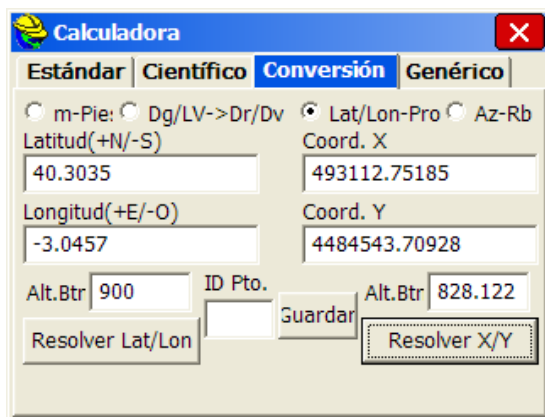 Calculadora
Estándar Científico Conversión Genérico
m-Pies Dg/LV->Dr/Dv Lat/Lon-Pro Az-Rb
Latitud(+N/-S) Coord. X
40.3035 493112.75185
Longitud(+E/-O) Coord. Y
-3.0457 4484543.70928
Alt.Btr 900 ID Pto. Guardar Alt.Btr 828.122
Resolver Lat/Lon Resolver X/Y